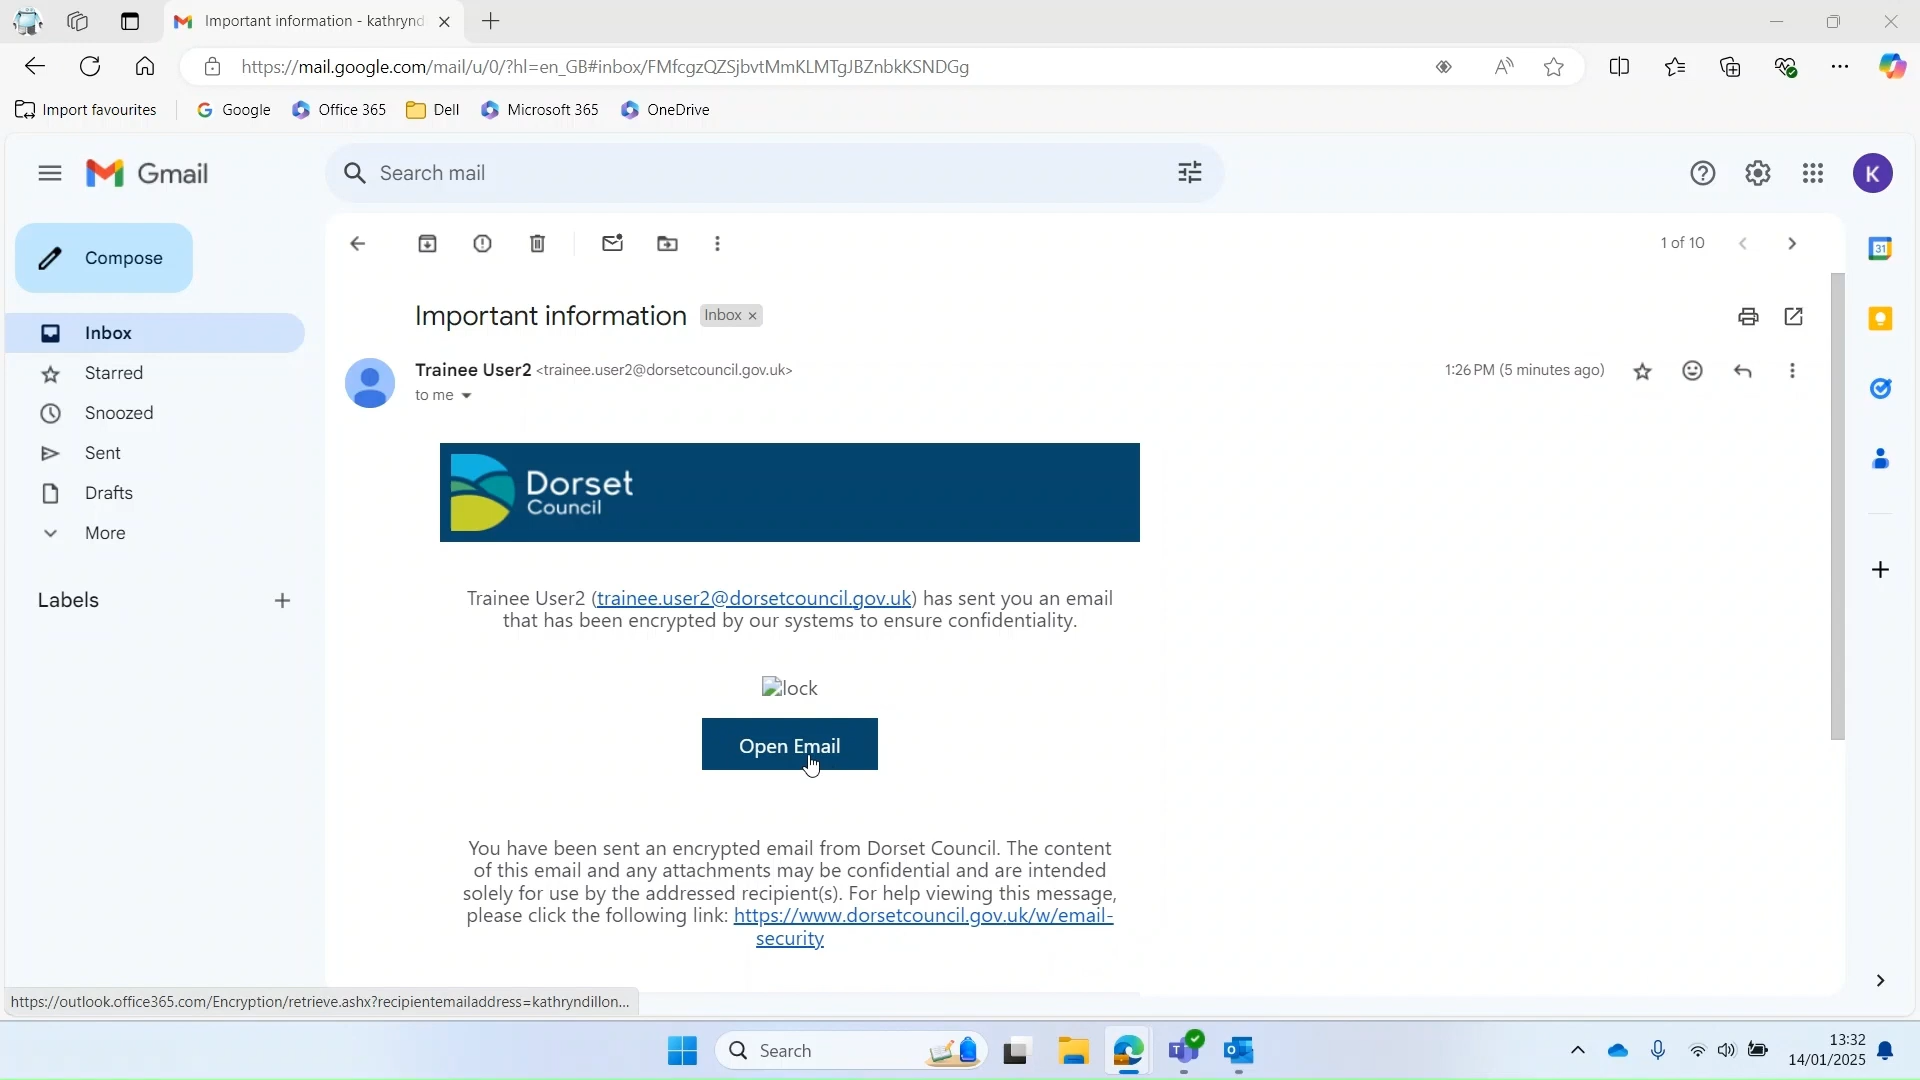 Important information - kathrynd
https://mail.google.com/mail/u/0/?hl=en_GB#inbox/FMfcgzQZSjbvtMmKLMTgJBZnbkKSNDGg
Import favourites
Google
Office 365
Dell
Microsoft 365
OneDrive
Gmail
Search mail
K
Compose
1 of 10
31
Important information
Inbox ×
Inbox
Trainee User2 <trainee.user2@dorsetcouncil.gov.uk>
1:26 PM (5 minutes ago)
to me
Starred
Snoozed
Sent
Drafts
More
Labels
Dorset
Council
Trainee User2 (trainee.user2@dorsetcouncil.gov.uk) has sent you an email
that has been encrypted by our systems to ensure confidentiality.
lock
Open Email
You have been sent an encrypted email from Dorset Council. The content
of this email and any attachments may be confidential and are intended
solely for use by the addressed recipient(s). For help viewing this message,
please click the following link: https://www.dorsetcouncil.gov.uk/w/email-
security
https://outlook.office365.com/Encryption/retrieve.ashx?recipientemailaddress=kathryndillon...
Search
13:32
14/01/2025